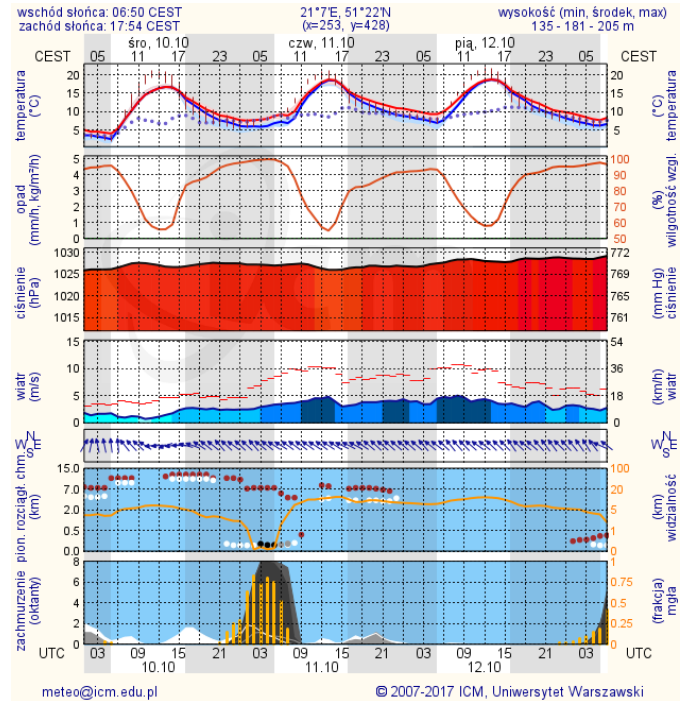 wschód słońca: 06:50 CEST 21°7'E, 51°22'N wysokość (min, środek, max)
zachód słońca: 17:54 CEST (x=253, y=428) 135 - 181 - 205 m
śro, 10.10 czw, 11.10 pią, 12.10
CEST 05 11 17 23 05 11 17 23 05 11 17 23 05 CEST
temperatura (°C) 20 15 10 5 20 15 10 5 temperatura (°C)
opad (mm/h, kg/m²/h) 5 4 3 2 1 0 100 90 80 70 60 50 (%) wilgotność wzgl.
ciśnienie (hPa) 1030 1025 1020 1015 772 769 765 761 (mm Hg) ciśnienie
wiatr (m/s) 15 10 5 0 54 36 18 0 (km/h) wiatr
N W E S N W E S
pion. rozciągł. chm. (km) 15.0 7.0 2.0 0.5 0.0 100 20 5 1 0 (km) widzialność
zachmurzenie (oktanty) 8 6 4 2 0 1 0.75 0.5 0.25 0 (frakcja) mgła
UTC 03 09 15 21 03 09 15 21 03 09 15 21 03 UTC
10.10 11.10 12.10
meteo@icm.edu.pl © 2007-2017 ICM, Uniwersytet Warszawski